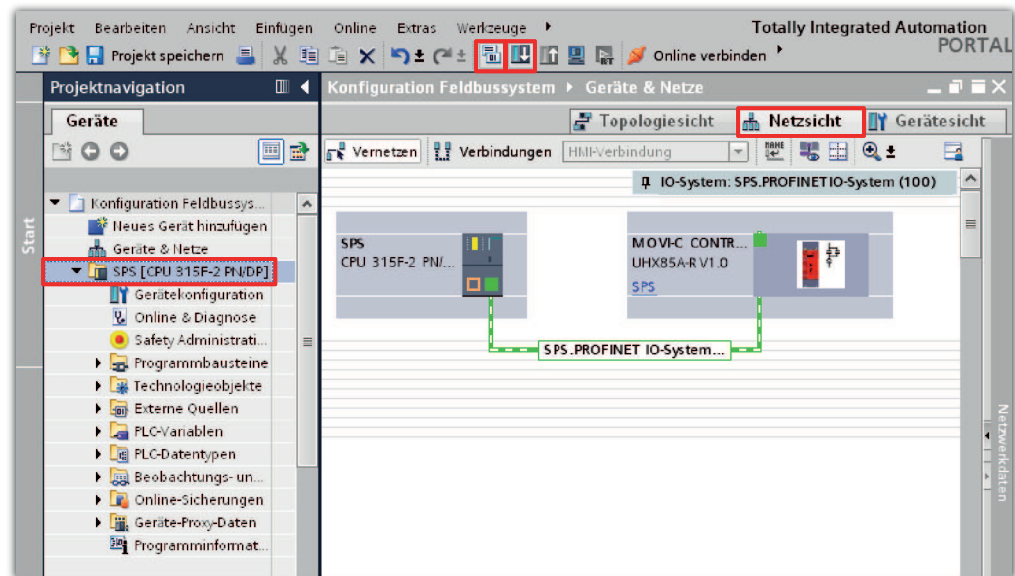 Projekt Bearbeiten Ansicht Einfügen Online Extras Werkzeuge
Totally Integrated Automation
PORTAL
Projekt speichern
Online verbinden
Projektnavigation
Konfiguration Feldbussystem Geräte & Netze
Geräte
Topologiesicht
Netzsicht
Gerätesicht
Vernetzen
Verbindungen
HMI-Verbindung
IO-System: SPS.PROFINET IO-System (100)
Start
Konfiguration Feldbussys...
Neues Gerät hinzufügen
Geräte & Netze
SPS [CPU 315F-2 PN/DP]
Gerätekonfiguration
Online & Diagnose
Safety Administrati...
Programmbausteine
Technologieobjekte
Externe Quellen
PLC-Variablen
PLC-Datentypen
Beobachtungs- un...
Online-Sicherungen
Geräte-Proxy-Daten
Programminformat...
SPS
CPU 315F-2 PN/...
MOVI-C CONTR...
UHX85A-R V1.0
SPS
SPS.PROFINET IO-System...
Netzwerkdaten